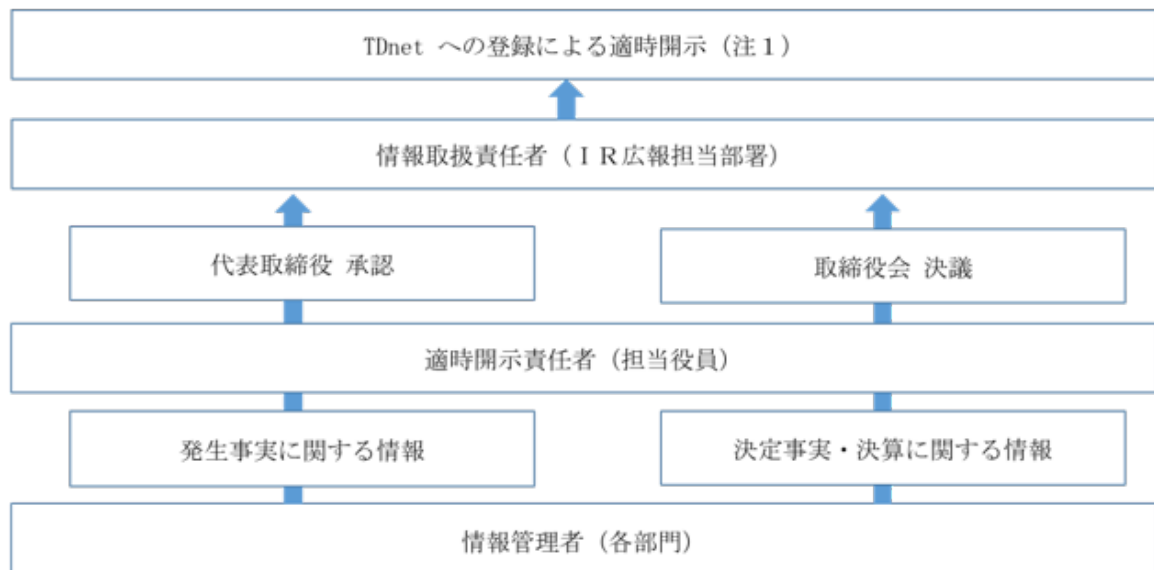 TDnet への登録による適時開示（注１）
情報取扱責任者（ＩＲ広報担当部署）
代表取締役 承認
取締役会 決議
適時開示責任者（担当役員）
発生事実に関する情報
決定事実・決算に関する情報
情報管理者（各部門）